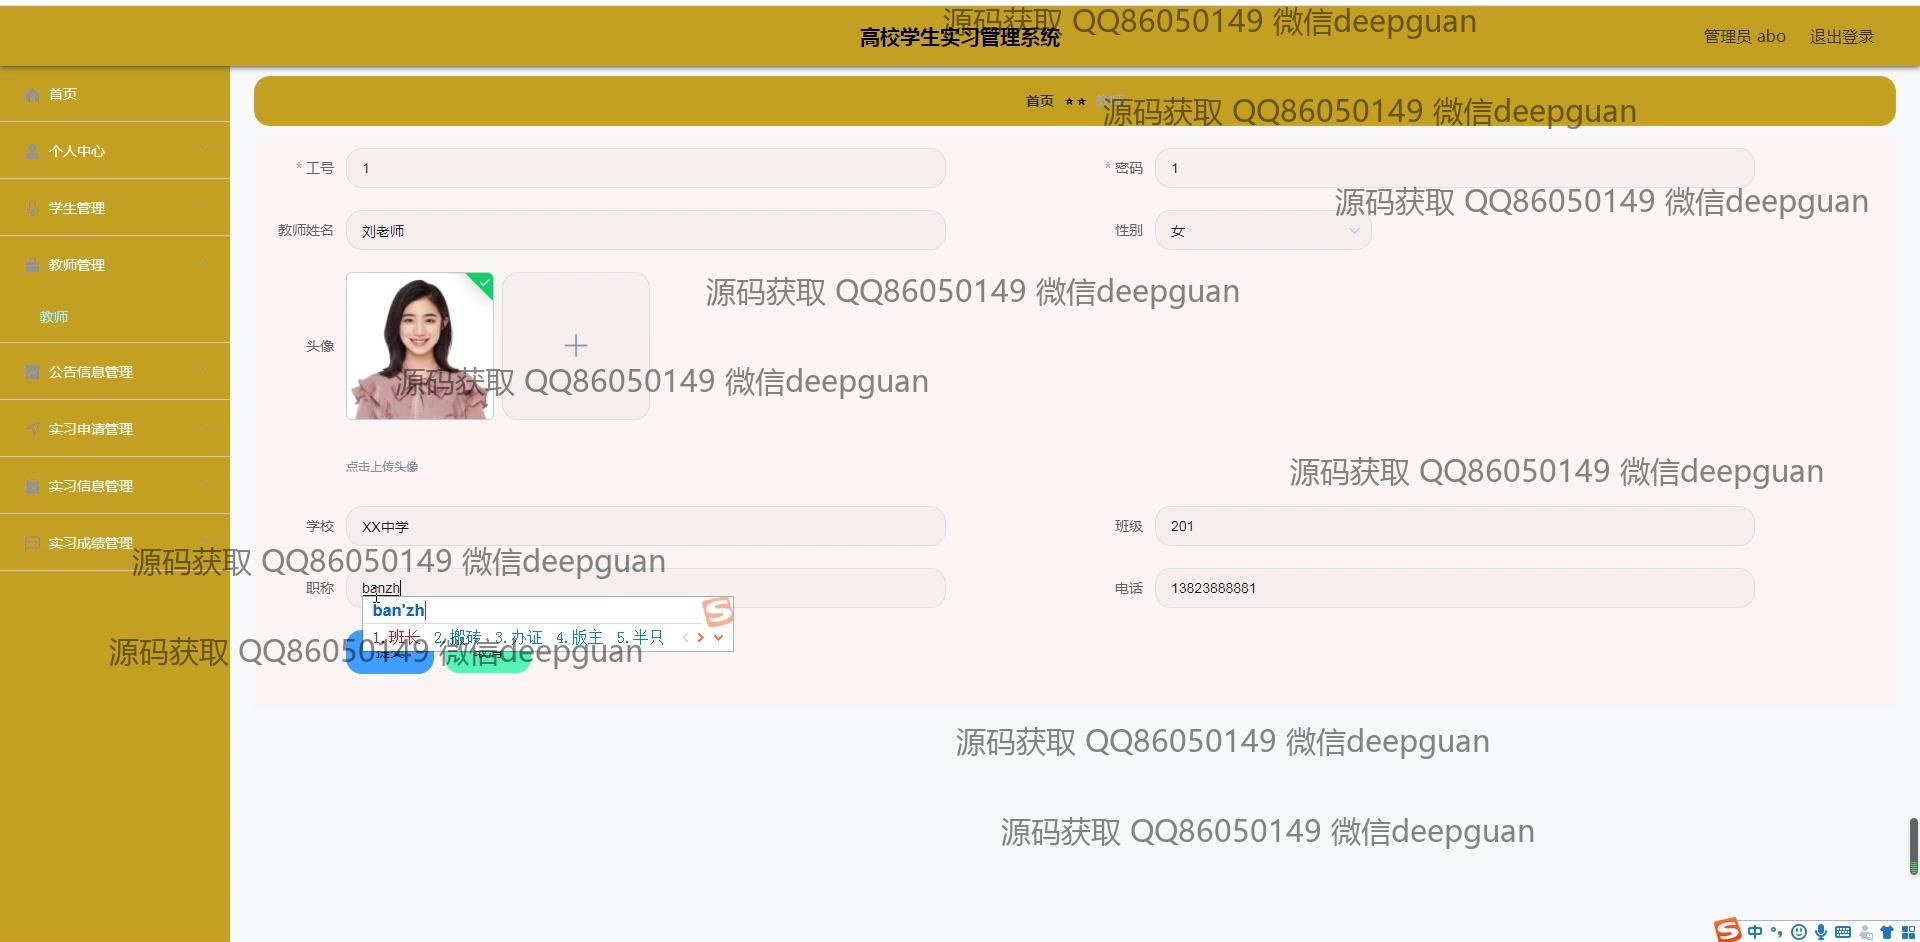 源码获取 QQ86050149 微信deepguan
高校学生实习管理系统
管理员 abo 退出登录
首页
个人中心
学生管理
教师管理
教师
公告信息管理
实习申请管理
实习信息管理
实习成绩管理
首页 ★★ 教师
源码获取 QQ86050149 微信deepguan
* 工号 1
* 密码 1
源码获取 QQ86050149 微信deepguan
教师姓名 刘老师
性别 女
源码获取 QQ86050149 微信deepguan
头像
源码获取 QQ86050149 微信deepguan
点击上传头像
源码获取 QQ86050149 微信deepguan
学校 XX中学
班级 201
源码获取 QQ86050149 微信deepguan
职称 banzh
电话 13823888881
ban'zh
1.班长 2.搬砖 3.办证 4.版主 5.半只
提交 取消
源码获取 QQ86050149 微信deepguan
源码获取 QQ86050149 微信deepguan
源码获取 QQ86050149 微信deepguan
中